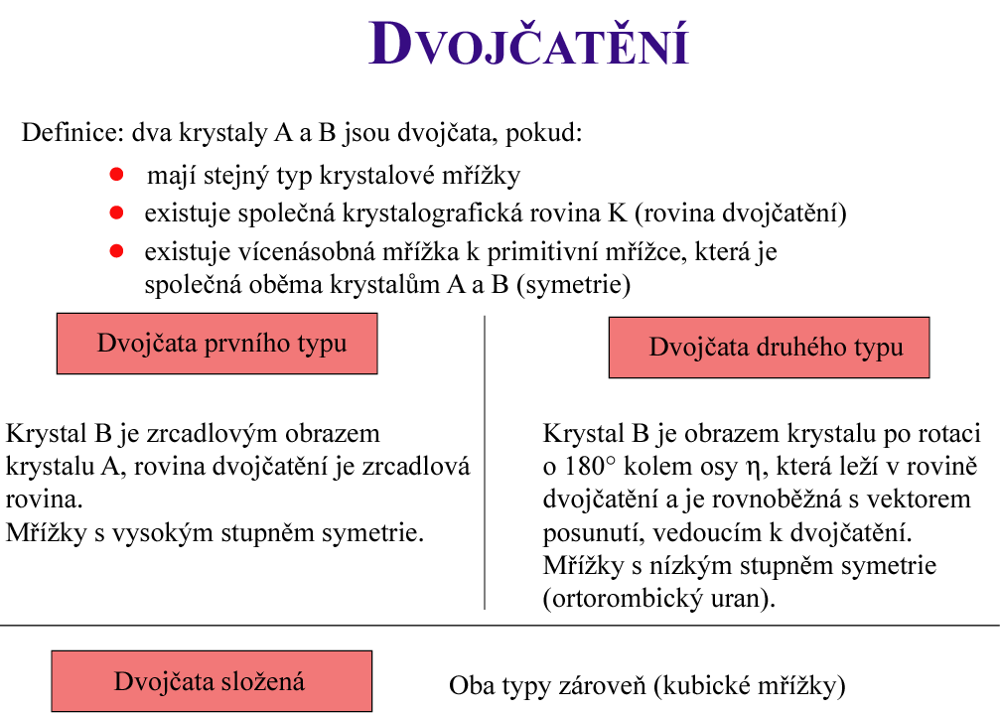 DVOJČATĚNÍ
Definice: dva krystaly A a B jsou dvojčata, pokud:
mají stejný typ krystalové mřížky
existuje společná krystalografická rovina K (rovina dvojčatění)
existuje vícenásobná mřížka k primitivní mřížce, která je
společná oběma krystalům A a B (symetrie)
Dvojčata prvního typu
Krystal B je zrcadlovým obrazem
krystalu A, rovina dvojčatění je zrcadlová
rovina.
Mřížky s vysokým stupněm symetrie.
Dvojčata druhého typu
Krystal B je obrazem krystalu po rotaci
o 180° kolem osy η, která leží v rovině
dvojčatění a je rovnoběžná s vektorem
posunutí, vedoucím k dvojčatění.
Mřížky s nízkým stupněm symetrie
(ortorombický uran).
Dvojčata složená
Oba typy zároveň (kubické mřížky)